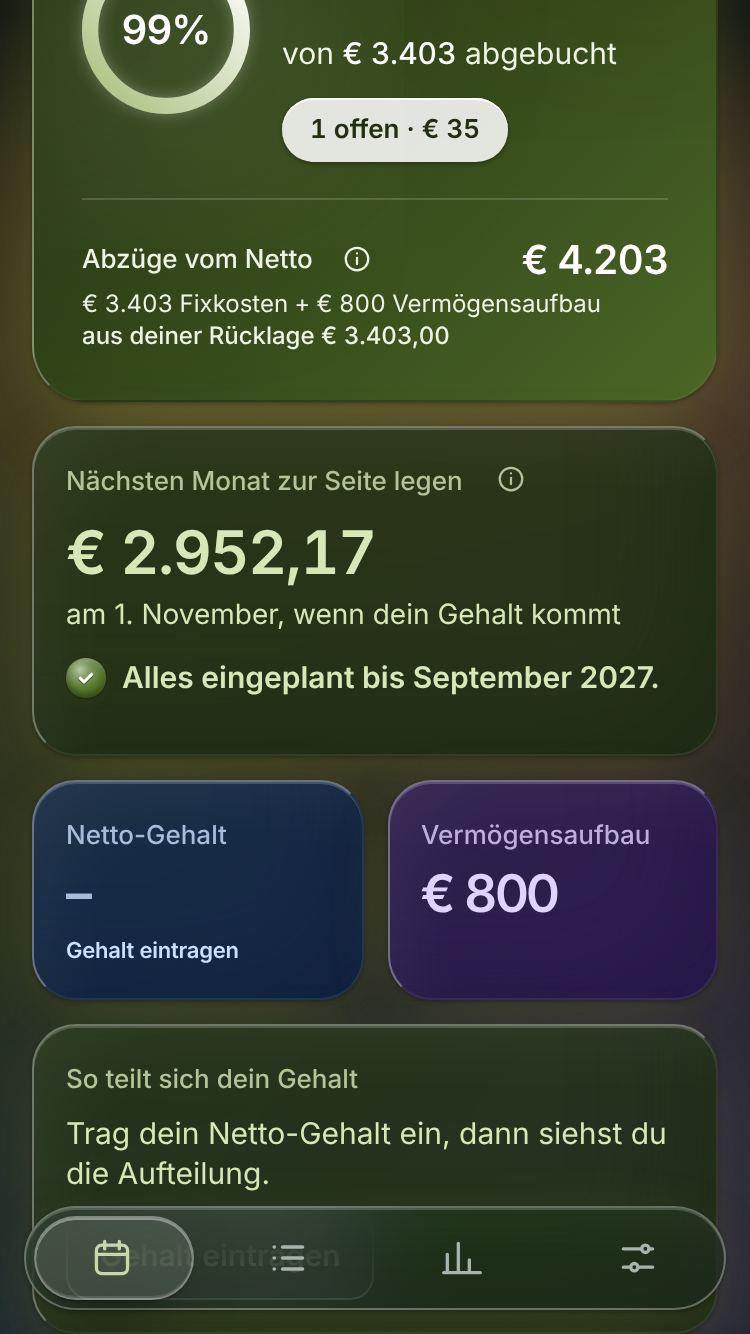 99%
von € 3.403 abgebucht
1 offen · € 35
Abzüge vom Netto
€ 4.203
€ 3.403 Fixkosten + € 800 Vermögensaufbau
aus deiner Rücklage € 3.403,00
Nächsten Monat zur Seite legen
€ 2.952,17
am 1. November, wenn dein Gehalt kommt
Alles eingeplant bis September 2027.
Netto-Gehalt
–
Gehalt eintragen
Vermögensaufbau
€ 800
So teilt sich dein Gehalt
Trag dein Netto-Gehalt ein, dann siehst du
die Aufteilung.
Gehalt eintragen